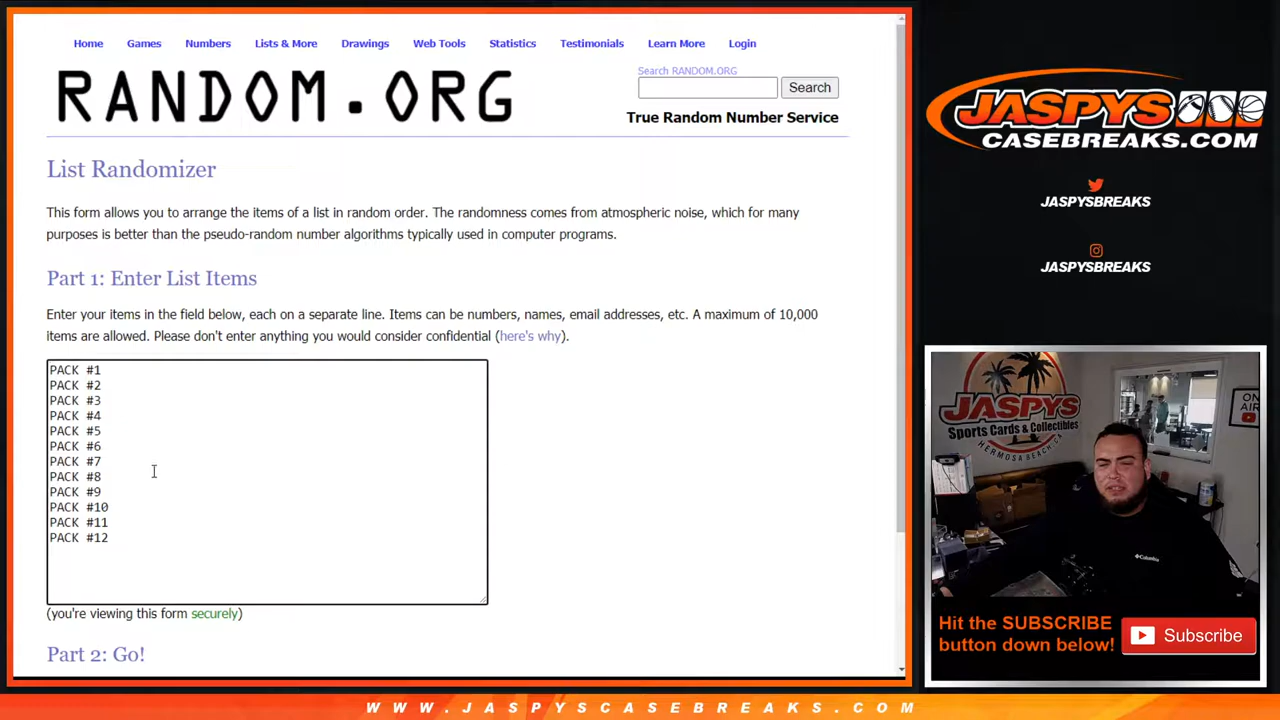 Home Games Numbers Lists & More Drawings Web Tools Statistics Testimonials Learn More Login
RANDOM.ORG
Search RANDOM.ORG
Search
True Random Number Service
List Randomizer
This form allows you to arrange the items of a list in random order. The randomness comes from atmospheric noise, which for many
purposes is better than the pseudo-random number algorithms typically used in computer programs.
Part 1: Enter List Items
Enter your items in the field below, each on a separate line. Items can be numbers, names, email addresses, etc. A maximum of 10,000
items are allowed. Please don't enter anything you would consider confidential (here's why).
PACK #1
PACK #2
PACK #3
PACK #4
PACK #5
PACK #6
PACK #7
PACK #8
PACK #9
PACK #10
PACK #11
PACK #12
(you're viewing this form securely)
Part 2: Go!
JASPYS
CASEBREAKS.COM
JASPYSBREAKS
JASPYSBREAKS
JASPYS
Sports Cards & Collectibles
HERMOSA BEACH, CA
ON
AIR
Columbia
Hit the SUBSCRIBE
button down below!
Subscribe
WWW.JASPYSCASEBREAKS.COM